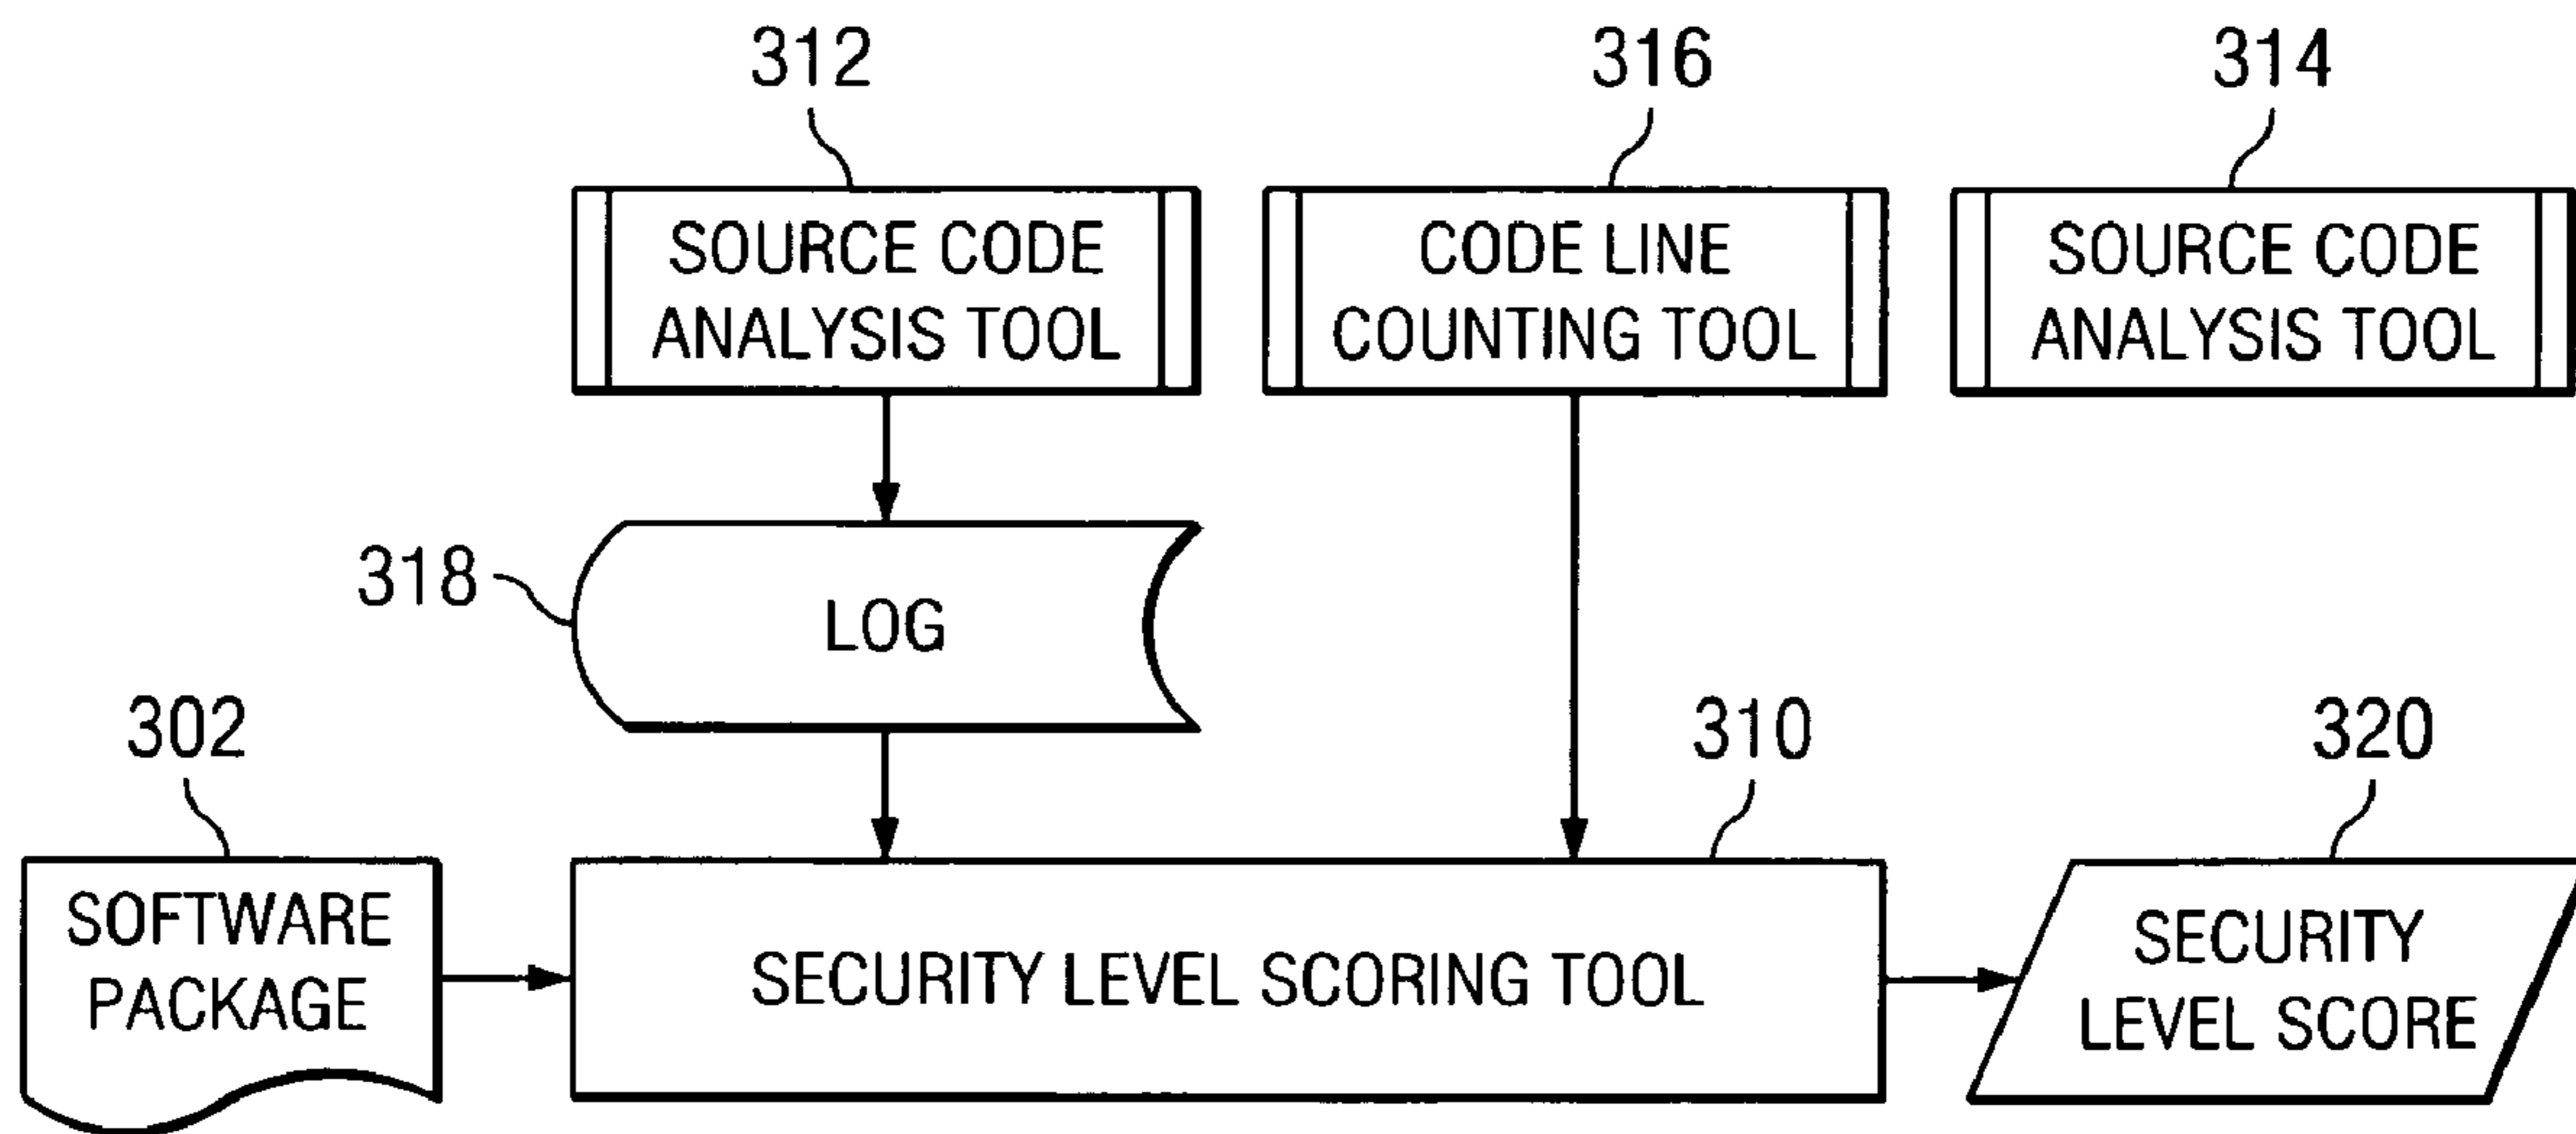 312
316
314
SOURCE CODE
ANALYSIS TOOL
CODE LINE
COUNTING TOOL
SOURCE CODE
ANALYSIS TOOL
318
LOG
302
310
320
SOFTWARE
PACKAGE
SECURITY LEVEL SCORING TOOL
SECURITY
LEVEL SCORE